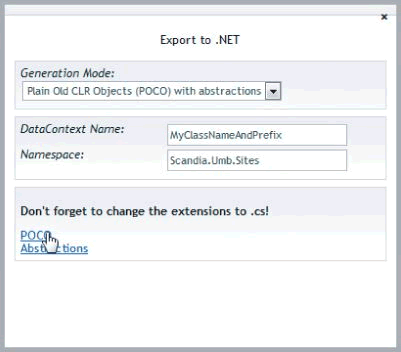 Export to .NET
Generation Mode:
Plain Old CLR Objects (POCO) with abstractions
DataContext Name: MyClassNameAndPrefix
Namespace: Scandia.Umb.Sites
Don't forget to change the extensions to .cs!
POCO
Abstractions